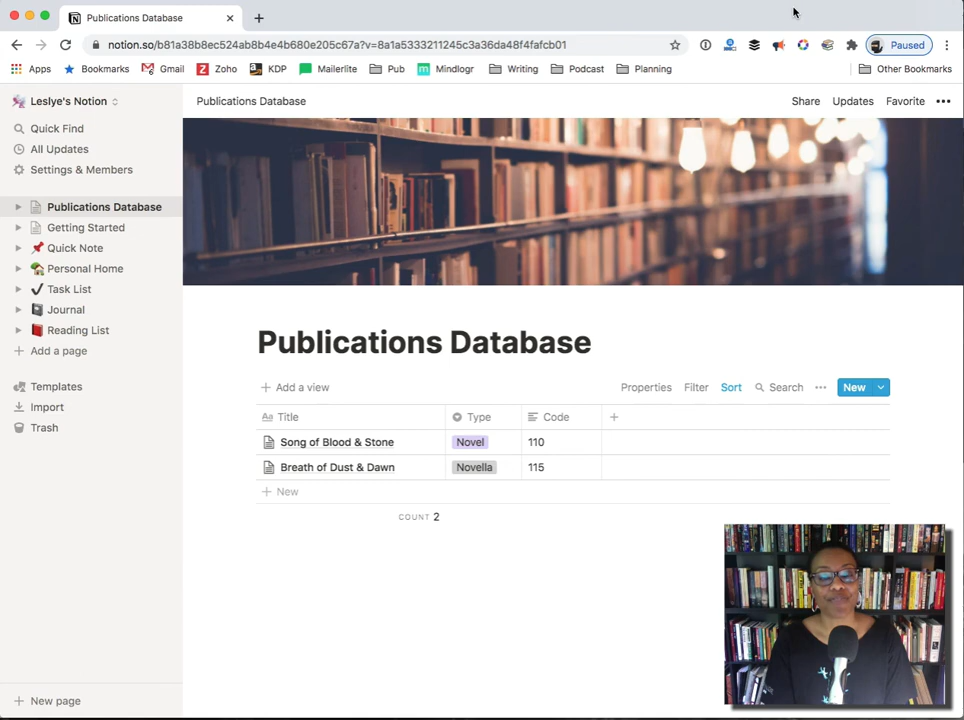 Publications Database
notion.so/b81a38b8ec524ab8b4e4b680e205c67a?v=8a1a5333211245c3a36da48f4fafcb01
Paused
Apps Bookmarks Gmail Zoho KDP Mailerlite Pub Mindlogr Writing Podcast Planning Other Bookmarks
Leslye's Notion
Publications Database
Share Updates Favorite
Quick Find
All Updates
Settings & Members
Publications Database
Getting Started
Quick Note
Personal Home
Task List
Journal
Reading List
Add a page
Templates
Import
Trash
New page
Publications Database
Add a view
Properties Filter Sort Search New
Aa Title Type Code
Song of Blood & Stone Novel 110
Breath of Dust & Dawn Novella 115
New
COUNT 2